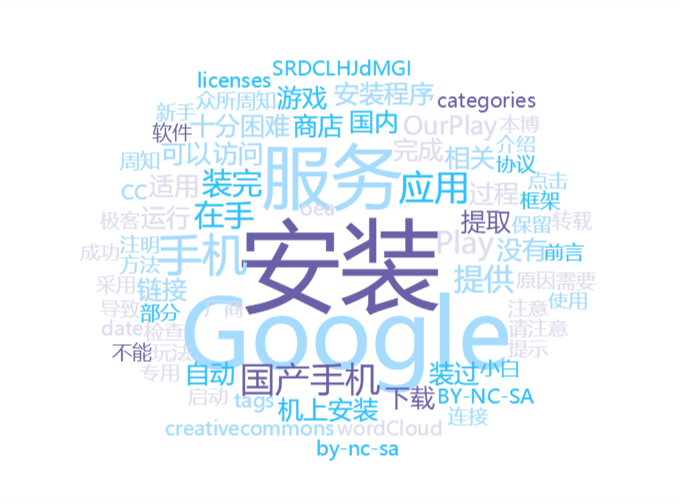 SRDCLHJdMGI
licenses
众所周知
游戏
安装程序
categories
新手
软件
十分困难
商店
国内
OurPlay
本博
周知
可以访问
服务
完成
相关
介绍
协议
CC
适用
装完
应用
过程
点击
框架
极客
运行
在手
oea
提取
保留
转载
成功
注明
手机
安装
Play
没有
前言
方法
采用
链接
提供
原因
需要
导致
部分
厂商
Google
注意
使用
date
检查
请注意
不能
玩法
提示
专用
自动
国产手机
装过
小白
启动
tags
机上安装
下载
BY-NC-SA
连接
creativecommons
wordCloud
by-nc-sa